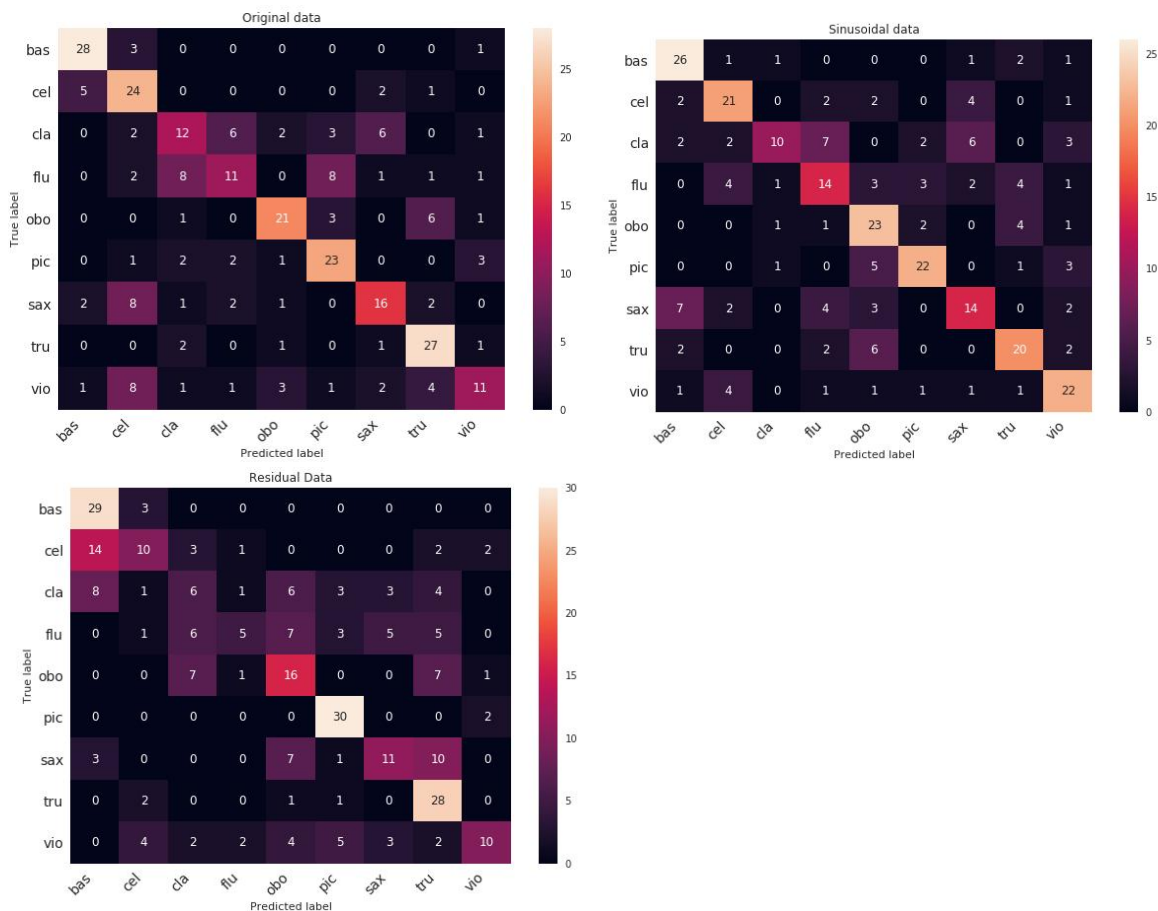 Original data
bas 28 3 0 0 0 0 0 0 1
cel 5 24 0 0 0 0 2 1 0
cla 0 2 12 6 2 3 6 0 1
flu 0 2 8 11 0 8 1 1 1
obo 0 0 1 0 21 3 0 6 1
pic 0 1 2 2 1 23 0 0 3
sax 2 8 1 2 1 0 16 2 0
tru 0 0 2 0 1 0 1 27 1
vio 1 8 1 1 3 1 2 4 11
bas cel cla flu obo pic sax tru vio
Predicted label
True label
25
20
15
10
5
0
Sinusoidal data
bas 26 1 1 0 0 0 1 2 1
cel 2 21 0 2 2 0 4 0 1
cla 2 2 10 7 0 2 6 0 3
flu 0 4 1 14 3 3 2 4 1
obo 0 0 1 1 23 2 0 4 1
pic 0 0 1 0 5 22 0 1 3
sax 7 2 0 4 3 0 14 0 2
tru 2 0 0 2 6 0 0 20 2
vio 1 4 0 1 1 1 1 1 22
bas cel cla flu obo pic sax tru vio
Predicted label
True label
25
20
15
10
5
0
Residual Data
bas 29 3 0 0 0 0 0 0 0
cel 14 10 3 1 0 0 0 2 2
cla 8 1 6 1 6 3 3 4 0
flu 0 1 6 5 7 3 5 5 0
obo 0 0 7 1 16 0 0 7 1
pic 0 0 0 0 0 30 0 0 2
sax 3 0 0 0 7 1 11 10 0
tru 0 2 0 0 1 1 0 28 0
vio 0 4 2 2 4 5 3 2 10
bas cel cla flu obo pic sax tru vio
Predicted label
True label
30
25
20
15
10
5
0